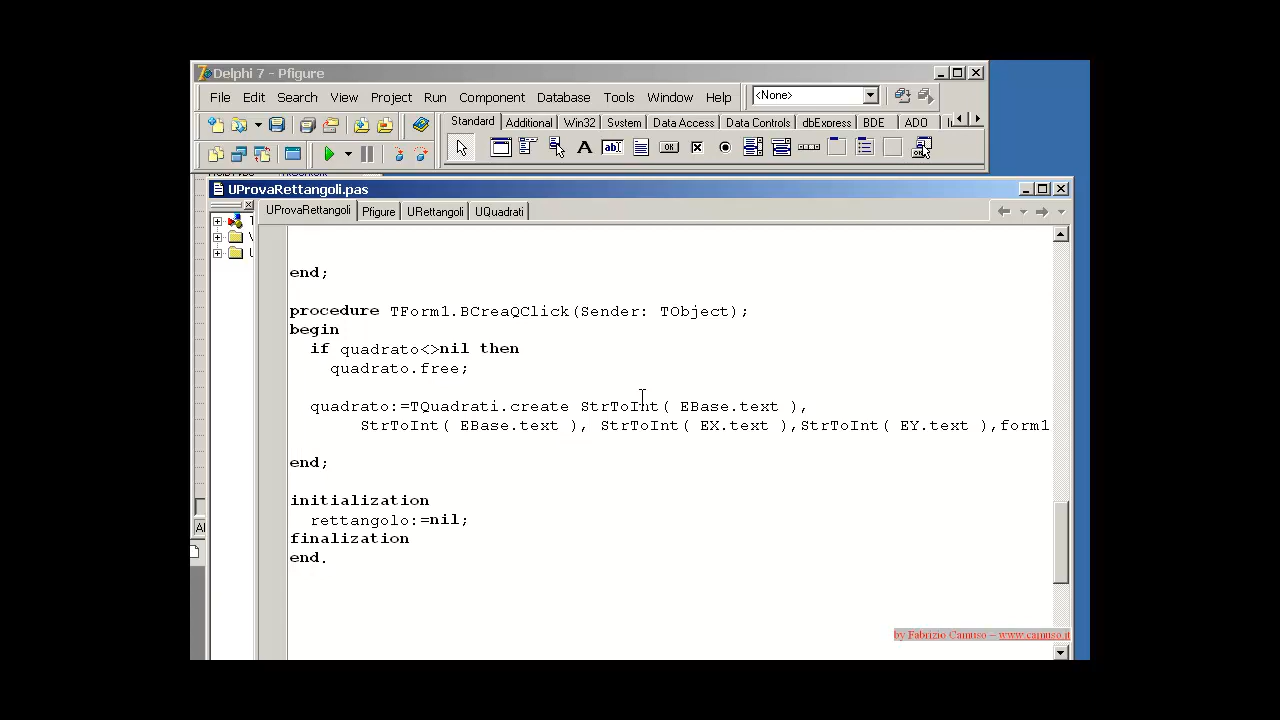 Delphi 7 - Pfigure
File Edit Search View Project Run Component Database Tools Window Help
<None>
Standard Additional Win32 System Data Access Data Controls dbExpress BDE ADO
UProvaRettangoli.pas
UProvaRettangoli Pfigure URettangoli UQuadrati
end;
procedure TForm1.BCreaQClick(Sender: TObject);
begin
if quadrato<>nil then
quadrato.free;
quadrato:=TQuadrati.create StrToInt( EBase.text ),
StrToInt( EBase.text ), StrToInt( EX.text ),StrToInt( EY.text ),form1
end;
initialization
rettangolo:=nil;
finalization
end.
by Fabrizio Camuso – www.camuso.it